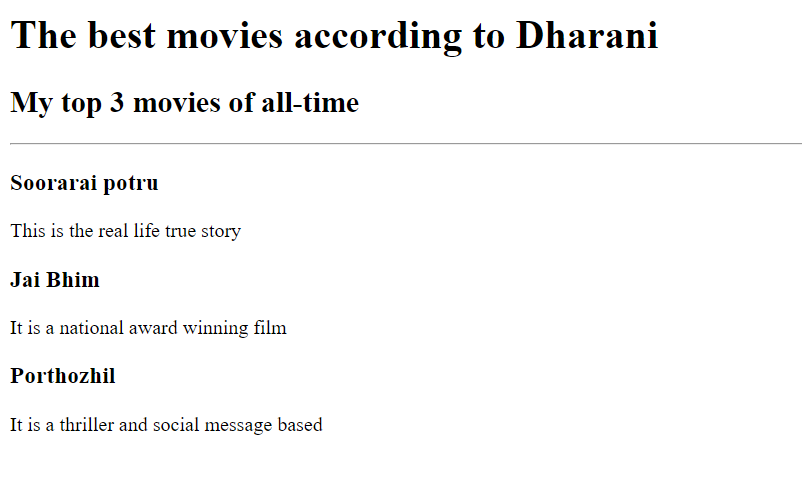 The best movies according to Dharani
My top 3 movies of all-time
Soorarai potru
This is the real life true story
Jai Bhim
It is a national award winning film
Porthozhil
It is a thriller and social message based